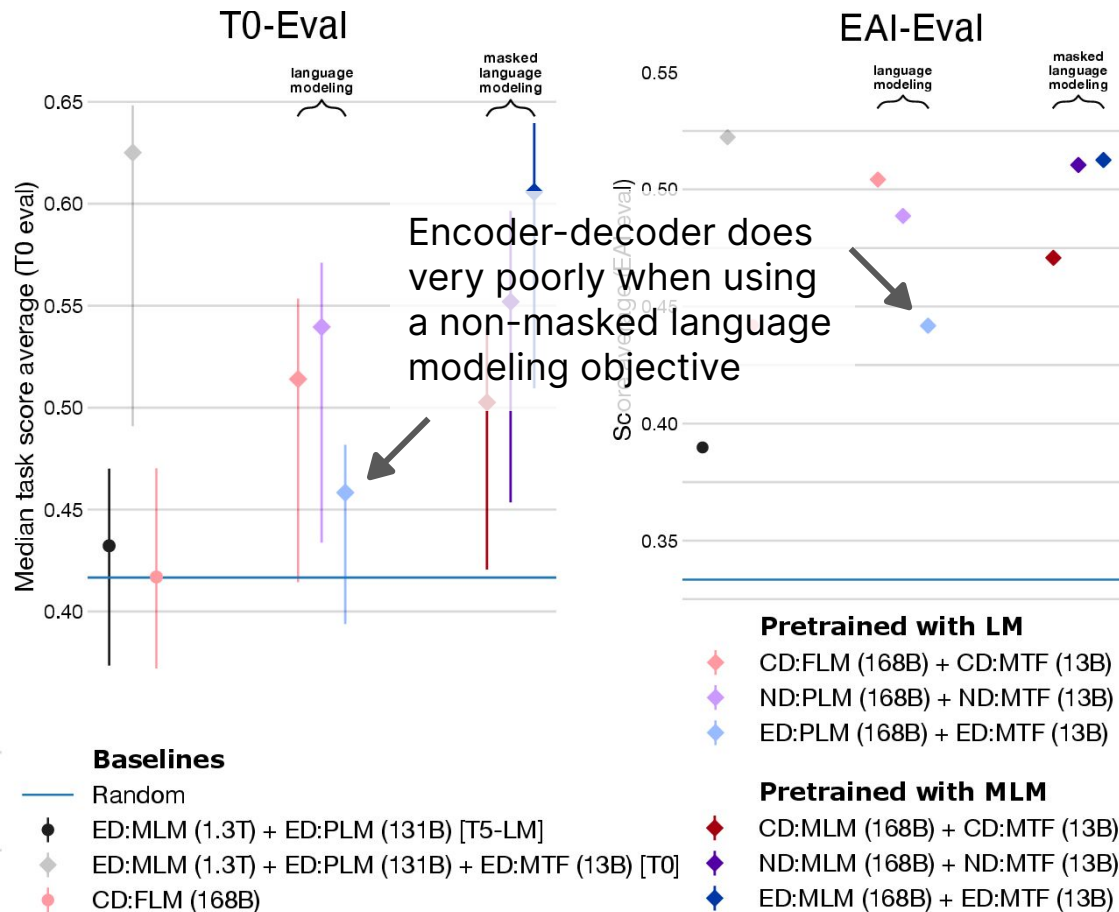 T0-Eval
EAI-Eval
language
modeling
masked
language
modeling
language
modeling
masked
language
modeling
0.65
0.60
0.55
0.50
0.45
0.40
Median task score average (T0 eval)
0.55
0.50
0.45
0.40
0.35
Score average (EAI eval)
Encoder-decoder does
very poorly when using
a non-masked language
modeling objective
Baselines
Random
ED:MLM (1.3T) + ED:PLM (131B) [T5-LM]
ED:MLM (1.3T) + ED:PLM (131B) + ED:MTF (13B) [T0]
CD:FLM (168B)
Pretrained with LM
CD:FLM (168B) + CD:MTF (13B)
ND:PLM (168B) + ND:MTF (13B)
ED:PLM (168B) + ED:MTF (13B)
Pretrained with MLM
CD:MLM (168B) + CD:MTF (13B)
ND:MLM (168B) + ND:MTF (13B)
ED:MLM (168B) + ED:MTF (13B)